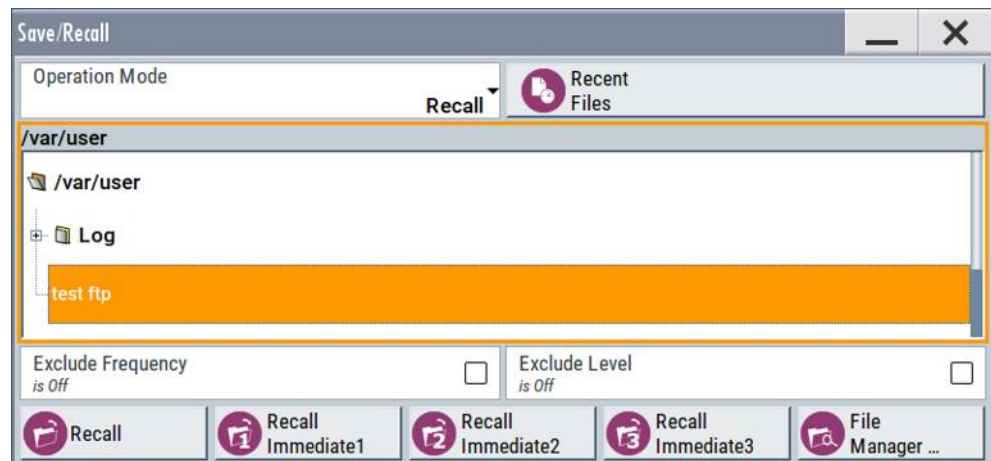 Save/Recall
Operation Mode
Recall
Recent
Files
/var/user
/var/user
Log
test ftp
Exclude Frequency
is Off
Exclude Level
is Off
Recall
Recall
Immediate1
Recall
Immediate2
Recall
Immediate3
File
Manager ...